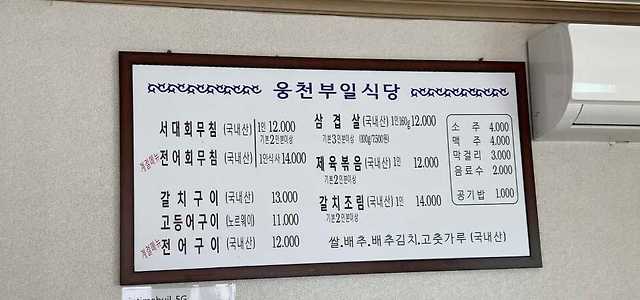 웅천부일식당
서대회무침 (국내산) 1인 12.000
기본2인분이상
계절메뉴 전어회무침 (국내산) 1인식사 14.000
갈치구이 (국내산) 13.000
고등어구이 (노르웨이) 11.000
계절메뉴 전어구이 (국내산) 12.000
삼겹살 (국내산) 1인160g 12.000
기본3인분이상 (100g/7,500원)
제육볶음 (국내산) 1인 12.000
기본2인분이상
갈치조림 (국내산) 1인 14.000
기본2인분이상
쌀.배추.배추김치.고춧가루 (국내산)
소주 4.000
맥주 4.000
막걸리 3.000
음료수 2.000
공기밥 1.000